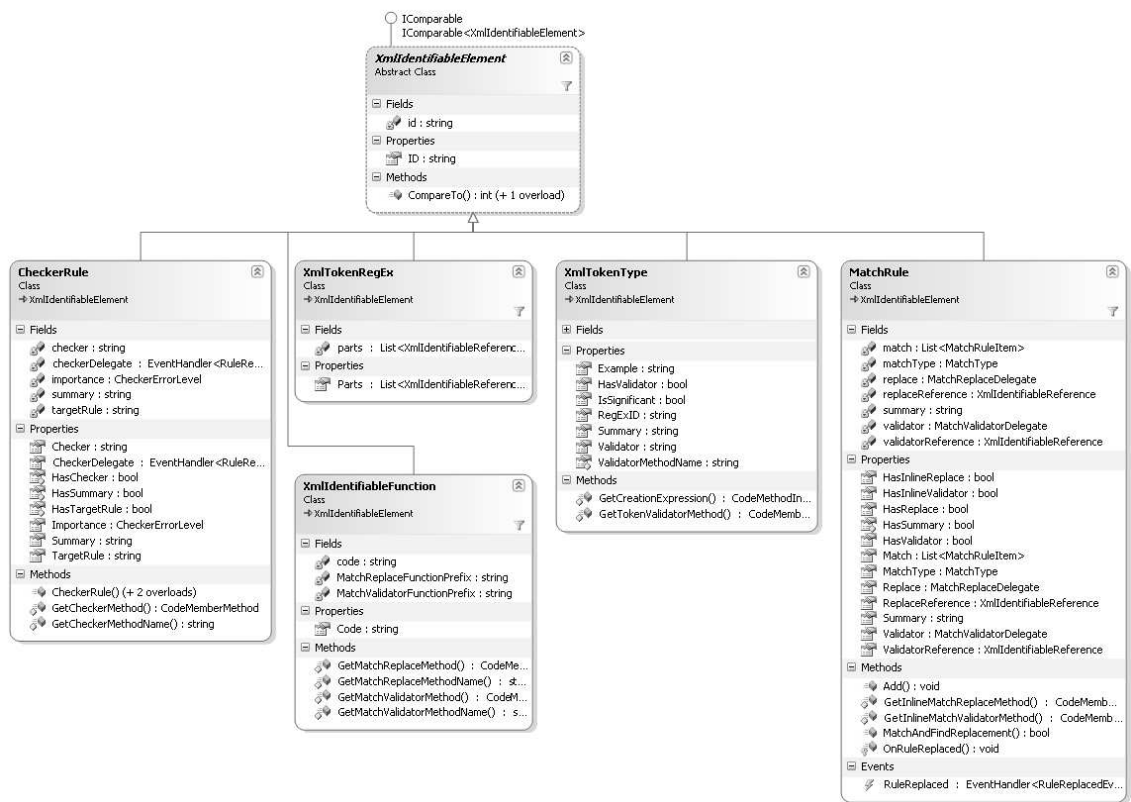 IComparable
IComparable<XmlIdentifiableElement>
XmlIdentifiableElement
Abstract Class
Fields
id : string
Properties
ID : string
Methods
CompareTo() : int (+ 1 overload)
CheckerRule
Class
XmlIdentifiableElement
Fields
checker : string
checkerDelegate : EventHandler<RuleRe...
importance : CheckerErrorLevel
summary : string
targetRule : string
Properties
Checker : string
CheckerDelegate : EventHandler<RuleRe...
HasChecker : bool
HasSummary : bool
HasTargetRule : bool
Importance : CheckerErrorLevel
Summary : string
TargetRule : string
Methods
CheckerRule() (+ 2 overloads)
GetCheckerMethod() : CodeMemberMethod
GetCheckerMethodName() : string
XmlTokenRegEx
Class
XmlIdentifiableElement
Fields
parts : List<XmlIdentifiableReferenc...
Properties
Parts : List<XmlIdentifiableReferenc...
XmlIdentifiableFunction
Class
XmlIdentifiableElement
Fields
code : string
MatchReplaceFunctionPrefix : string
MatchValidatorFunctionPrefix : string
Properties
Code : string
Methods
GetMatchReplaceMethod() : CodeMe...
GetMatchReplaceMethodName() : st...
GetMatchValidatorMethod() : CodeM...
GetMatchValidatorMethodName() : s...
XmlTokenType
Class
XmlIdentifiableElement
Fields
Properties
Example : string
HasValidator : bool
IsSignificant : bool
RegExID : string
Summary : string
Validator : string
ValidatorMethodName : string
Methods
GetCreationExpression() : CodeMethodIn...
GetTokenValidatorMethod() : CodeMemb...
MatchRule
Class
XmlIdentifiableElement
Fields
match : List<MatchRuleItem>
matchType : MatchType
replace : MatchReplaceDelegate
replaceReference : XmlIdentifiableReference
summary : string
validator : MatchValidatorDelegate
validatorReference : XmlIdentifiableReference
Properties
HasInlineReplace : bool
HasInlineValidator : bool
HasReplace : bool
HasSummary : bool
HasValidator : bool
Match : List<MatchRuleItem>
MatchType : MatchType
Replace : MatchReplaceDelegate
ReplaceReference : XmlIdentifiableReference
Summary : string
Validator : MatchValidatorDelegate
ValidatorReference : XmlIdentifiableReference
Methods
Add() : void
GetInlineMatchReplaceMethod() : CodeMemb...
GetInlineMatchValidatorMethod() : CodeMemb...
MatchAndFindReplacement() : bool
OnRuleReplaced() : void
Events
RuleReplaced : EventHandler<RuleReplacedEv...